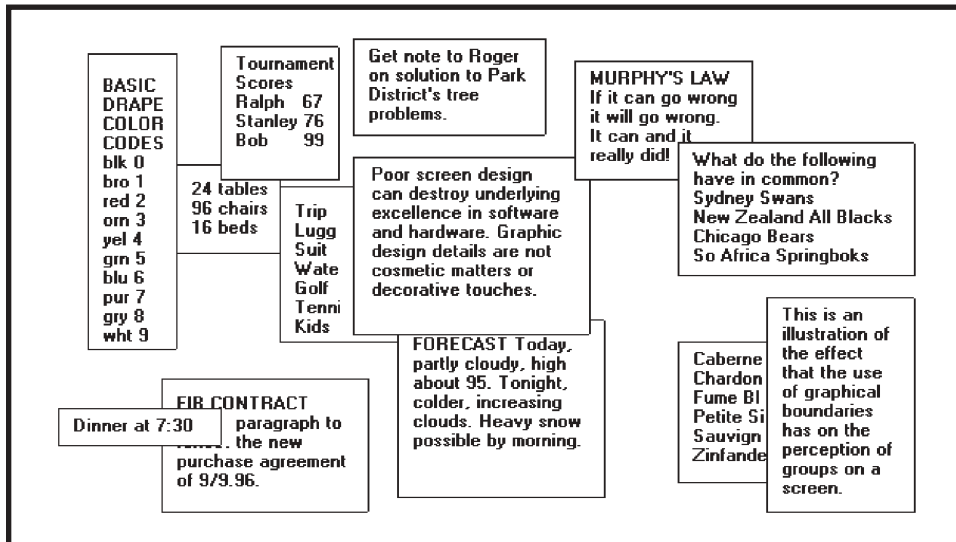 BASIC
DRAPE
COLOR
CODES
blk 0
bro 1
red 2
orn 3
yel 4
grn 5
blu 6
pur 7
gry 8
wht 9
Tournament
Scores
Ralph 67
Stanley 76
Bob 99
24 tables
96 chairs
16 beds
Get note to Roger
on solution to Park
District's tree
problems.
Trip
Lugg
Suit
Wate
Golf
Tenni
Kids
Poor screen design
can destroy underlying
excellence in software
and hardware. Graphic
design details are not
cosmetic matters or
decorative touches.
MURPHY'S LAW
If it can go wrong
it will go wrong.
It can and it
really did!
What do the following
have in common?
Sydney Swans
New Zealand All Blacks
Chicago Bears
So Africa Springboks
FORECAST Today,
partly cloudy, high
about 95. Tonight,
colder, increasing
clouds. Heavy snow
possible by morning.
Dinner at 7:30
CONTRACT
paragraph to
the new
purchase agreement
of 9/9.96.
Caberne
Chardon
Fume Bl
Petite Si
Sauvign
Zinfande
This is an
illustration of
the effect
that the use
of graphical
boundaries
has on the
perception of
groups on a
screen.